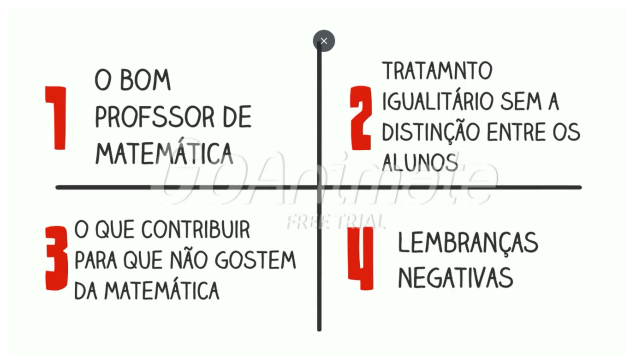 1
O BOM
PROFSSOR DE
MATEMÁTICA
2
TRATAMNTO
IGUALITÁRIO SEM A
DISTINÇÃO ENTRE OS
ALUNOS
3
O QUE CONTRIBUIR
PARA QUE NÃO GOSTEM
DA MATEMÁTICA
4
LEMBRANÇAS
NEGATIVAS
GOAnimate
FREE TRIAL